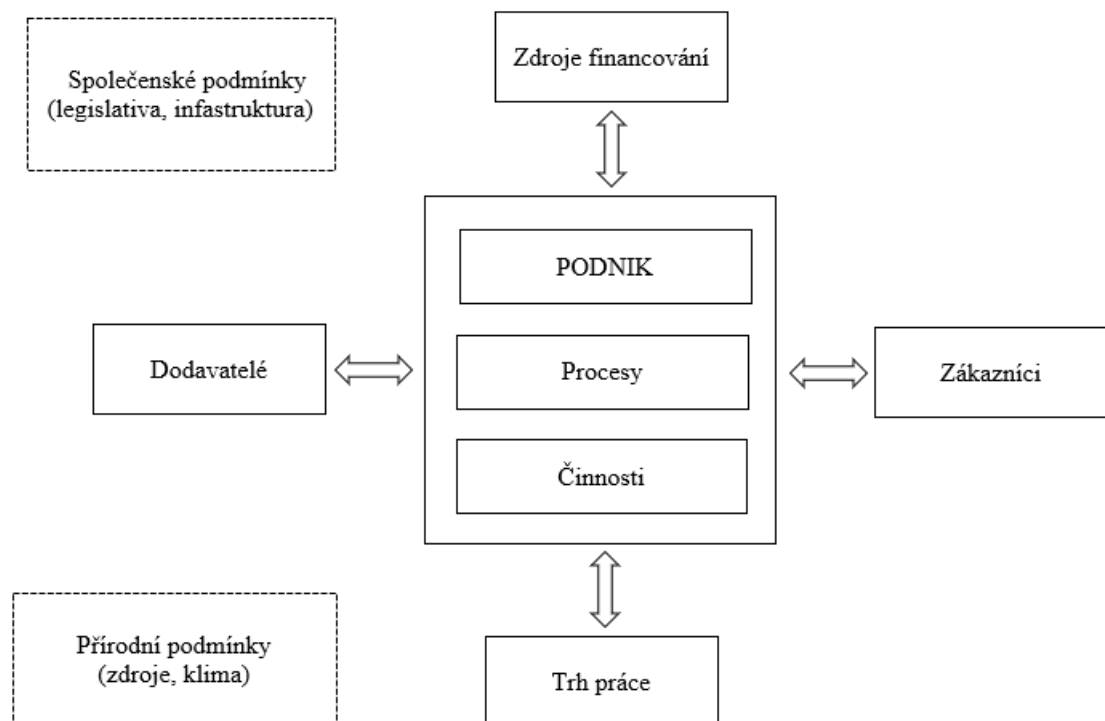 Zdroje financování
Společenské podmínky
(legislativa, infastruktura)
PODNIK
Dodavatelé
Procesy
Zákazníci
Činnosti
Přírodní podmínky
(zdroje, klima)
Trh práce